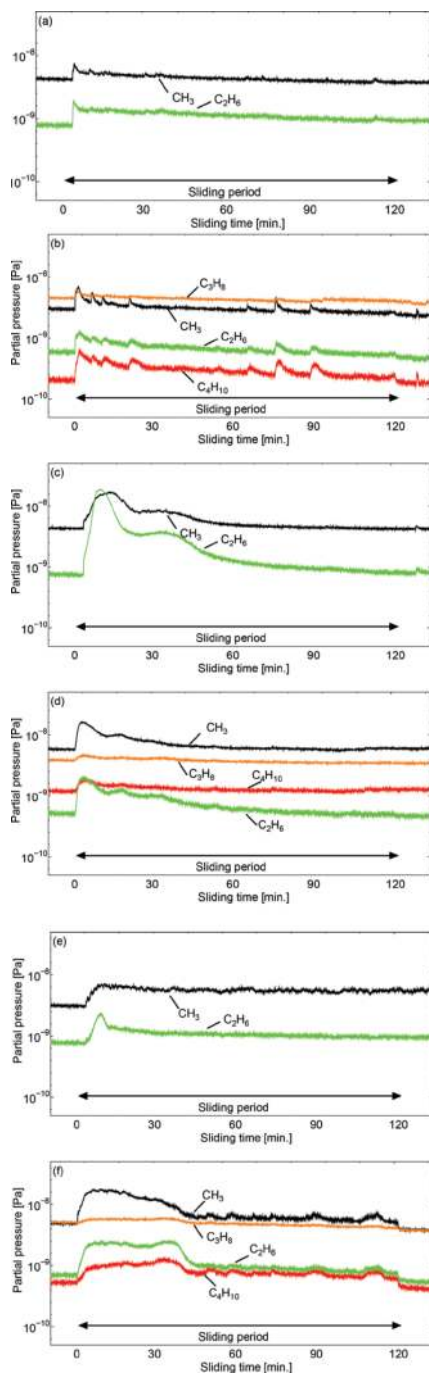 (a)
10⁻⁸
CH₃
C₂H₆
10⁻⁹
10⁻¹⁰
Sliding period
0 30 60 90 120
Sliding time [min.]
(b)
Partial pressure [Pa]
10⁻⁸
C₃H₈
CH₃
C₂H₆
10⁻⁹
C₄H₁₀
10⁻¹⁰
Sliding period
0 30 60 90 120
Sliding time [min.]
(c)
Partial pressure [Pa]
10⁻⁸
CH₃
C₂H₆
10⁻⁹
10⁻¹⁰
Sliding period
0 30 60 90 120
Sliding time [min.]
(d)
Partial pressure [Pa]
CH₃
10⁻⁸
C₃H₈
C₄H₁₀
10⁻⁹
C₂H₆
10⁻¹⁰
Sliding period
0 30 60 90 120
Sliding time [min.]
(e)
Partial pressure [Pa]
10⁻⁸
CH₃
C₂H₆
10⁻⁹
10⁻¹⁰
Sliding period
0 30 60 90 120
Sliding time [min.]
(f)
Partial pressure [Pa]
CH₃
10⁻⁸
C₃H₈
C₂H₆
10⁻⁹
C₄H₁₀
10⁻¹⁰
Sliding period
0 30 60 90 120
Sliding time [min.]